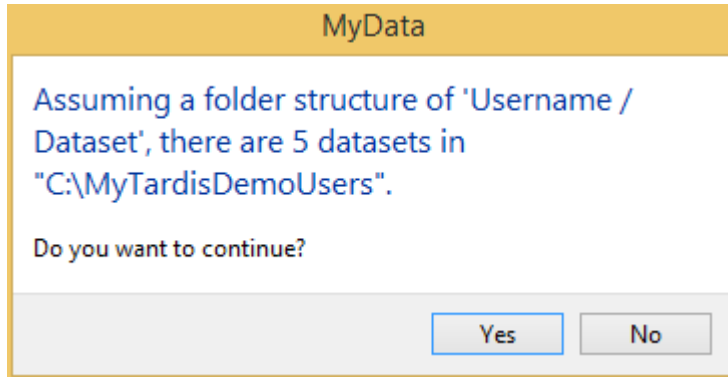 MyData
Assuming a folder structure of 'Username /
Dataset', there are 5 datasets in
"C:\MyTardisDemoUsers".
Do you want to continue?
Yes
No